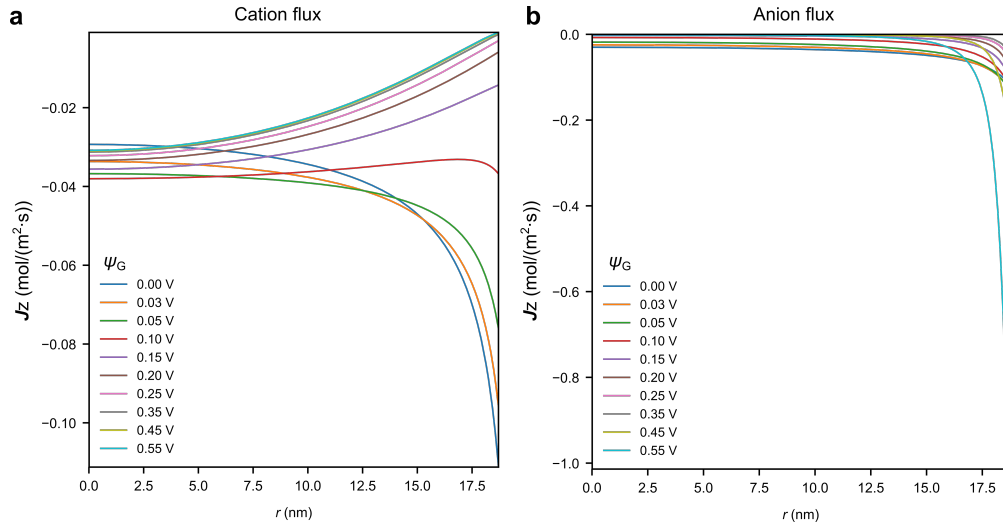 a
Cation flux
−0.02
−0.04
−0.06
−0.08
−0.10
Jz (mol/(m²·s))
ψG
0.00 V
0.03 V
0.05 V
0.10 V
0.15 V
0.20 V
0.25 V
0.35 V
0.45 V
0.55 V
0.0 2.5 5.0 7.5 10.0 12.5 15.0 17.5
r (nm)
b
Anion flux
0.0
−0.2
−0.4
−0.6
−0.8
−1.0
Jz (mol/(m²·s))
ψG
0.00 V
0.03 V
0.05 V
0.10 V
0.15 V
0.20 V
0.25 V
0.35 V
0.45 V
0.55 V
0.0 2.5 5.0 7.5 10.0 12.5 15.0 17.5
r (nm)